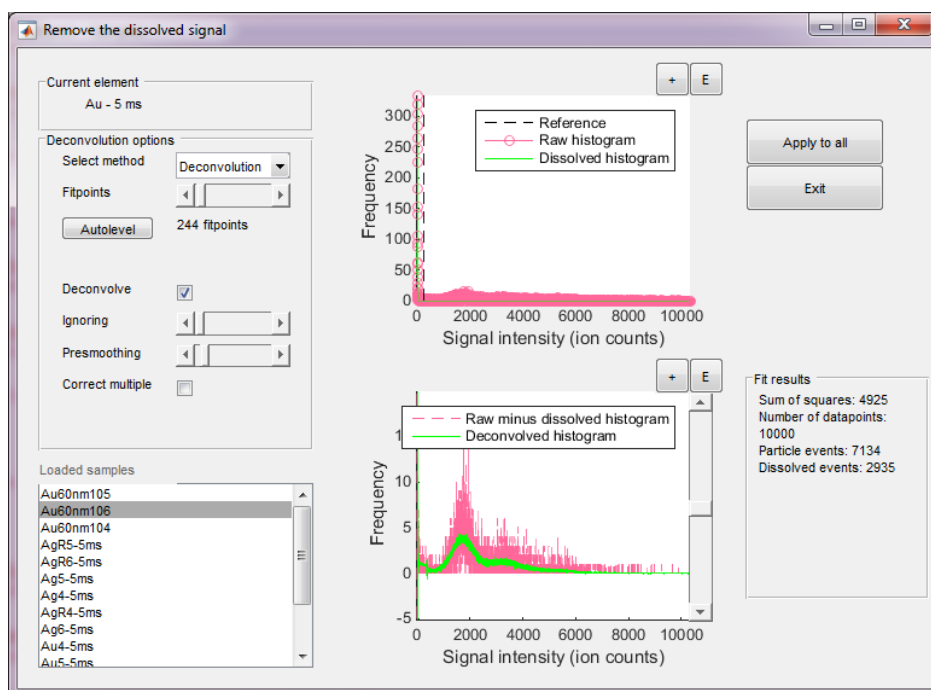 Remove the dissolved signal
Current element
Au - 5 ms
Deconvolution options
Select method
Deconvolution
Fitpoints
Autolevel
244 fitpoints
Deconvolve
Ignoring
Presmoothing
Correct multiple
Loaded samples
Au60nm105
Au60nm106
Au60nm104
AgR5-5ms
AgR6-5ms
Ag5-5ms
Ag4-5ms
AgR4-5ms
Ag6-5ms
Au4-5ms
Au5-5ms
+
E
Reference
Raw histogram
Dissolved histogram
Frequency
300
250
200
150
100
50
0
0 2000 4000 6000 8000 10000
Signal intensity (ion counts)
+
E
Raw minus dissolved histogram
Deconvolved histogram
Frequency
10
5
0
-5
0 2000 4000 6000 8000 10000
Signal intensity (ion counts)
Apply to all
Exit
Fit results
Sum of squares: 4925
Number of datapoints:
10000
Particle events: 7134
Dissolved events: 2935